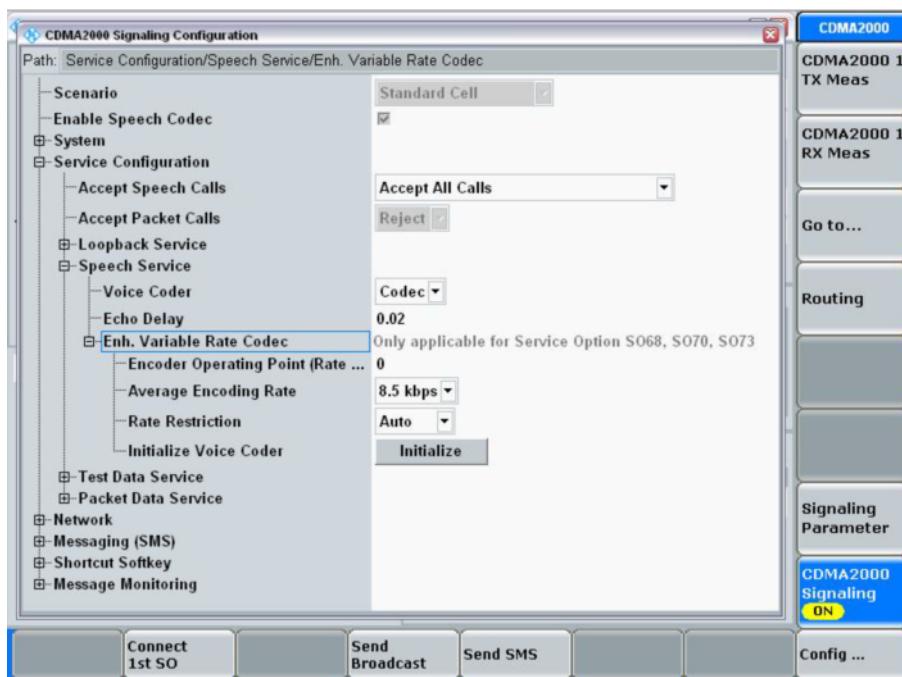 CDMA2000 Signaling Configuration
Path: Service Configuration/Speech Service/Enh. Variable Rate Codec
Scenario Standard Cell
Enable Speech Codec
System
Service Configuration
Accept Speech Calls Accept All Calls
Accept Packet Calls Reject
Loopback Service
Speech Service
Voice Coder Codec
Echo Delay 0.02
Enh. Variable Rate Codec Only applicable for Service Option SO68, SO70, SO73
Encoder Operating Point (Rate ... 0
Average Encoding Rate 8.5 kbps
Rate Restriction Auto
Initialize Voice Coder Initialize
Test Data Service
Packet Data Service
Network
Messaging (SMS)
Shortcut Softkey
Message Monitoring
CDMA2000
CDMA2000 1
TX Meas
CDMA2000 1
RX Meas
Go to...
Routing
Signaling
Parameter
CDMA2000
Signaling
ON
Connect
1st SO
Send
Broadcast
Send SMS
Config ...